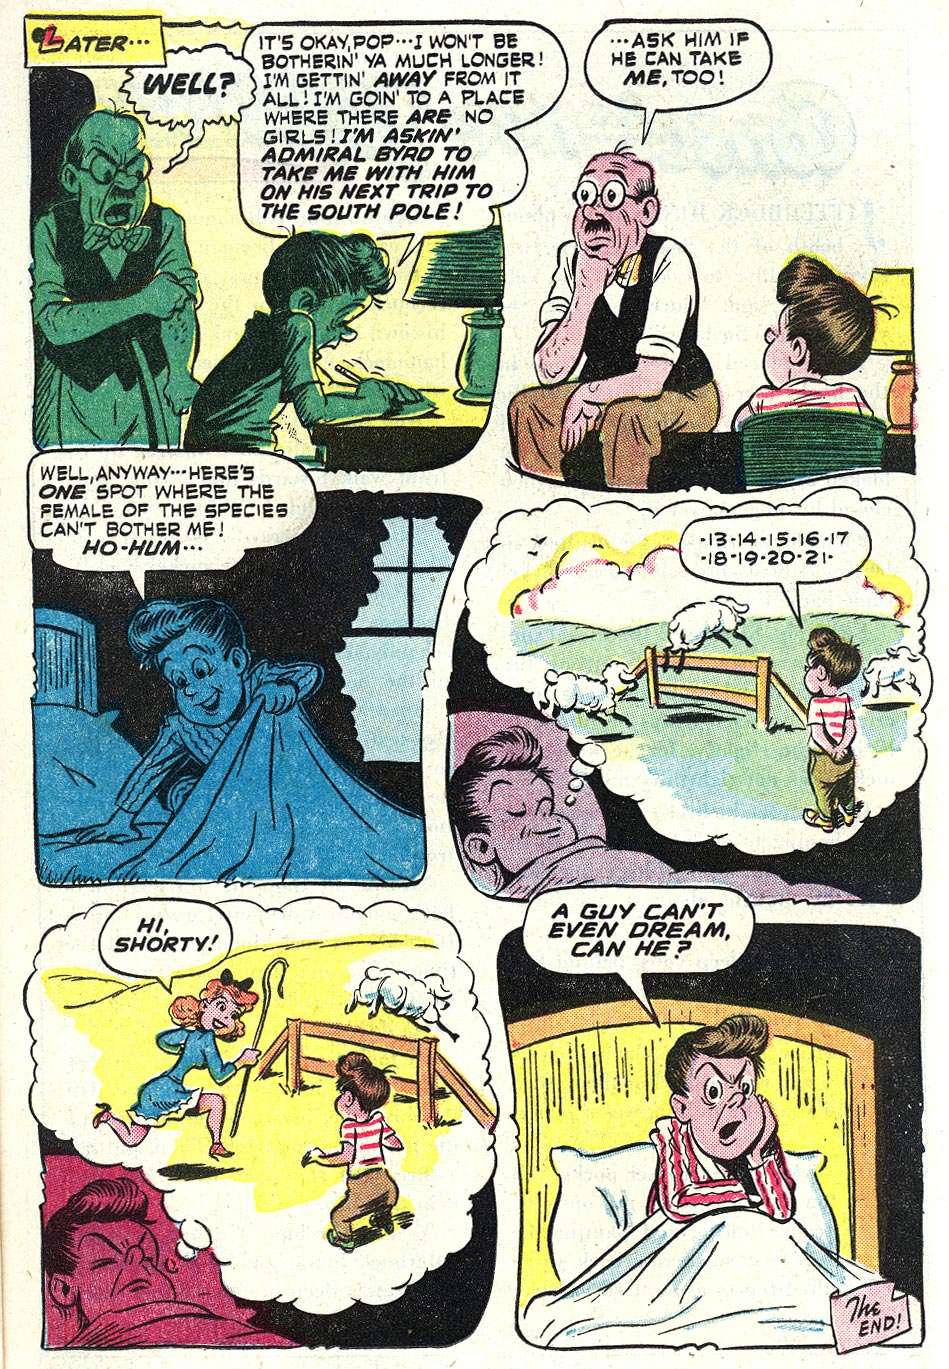 LATER...
WELL?
IT'S OKAY, POP...I WON'T BE
BOTHERIN' YA MUCH LONGER!
I'M GETTIN' AWAY FROM IT
ALL! I'M GOIN' TO A PLACE
WHERE THERE ARE NO
GIRLS! I'M ASKIN'
ADMIRAL BYRD TO
TAKE ME WITH HIM
ON HIS NEXT TRIP TO
THE SOUTH POLE!
...ASK HIM IF
HE CAN TAKE
ME, TOO!
WELL, ANYWAY...HERE'S
ONE SPOT WHERE THE
FEMALE OF THE SPECIES
CAN'T BOTHER ME!
HO-HUM...
-13-14-15-16-17
-18-19-20-21-
HI,
SHORTY!
A GUY CAN'T
EVEN DREAM,
CAN HE?
The
END!